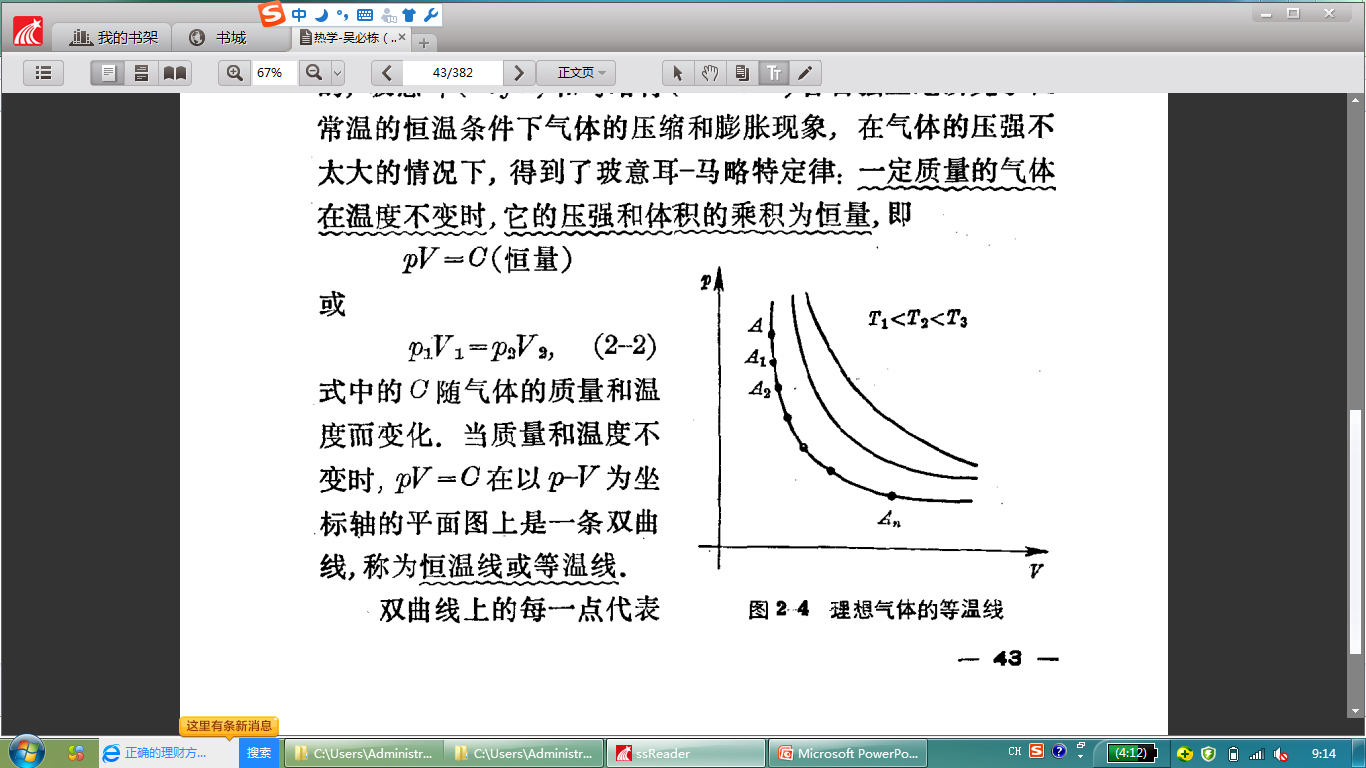 中
我的书架
书城
热学-吴必栋（...
67%
43/382
正文页
常温的恒温条件下气体的压缩和膨胀现象，在气体的压强不
太大的情况下，得到了玻意耳-马略特定律：一定质量的气体
在温度不变时，它的压强和体积的乘积为恒量，即
pV=C(恒量)
或
p₁V₁=p₂V₂, (2-2)
式中的C随气体的质量和温
度而变化．当质量和温度不
变时，pV=C在以p-V为坐
标轴的平面图上是一条双曲
线，称为恒温线或等温线．
双曲线上的每一点代表
p
T₁<T₂<T₃
A
A₁
A₂
Aₙ
V
图2-4 理想气体的等温线
— 43 —
这里有条新消息
正确的理财方...
搜索
C:\Users\Administr...
C:\Users\Administr...
ssReader
Microsoft PowerPo...
CH
(4:12)
9:14